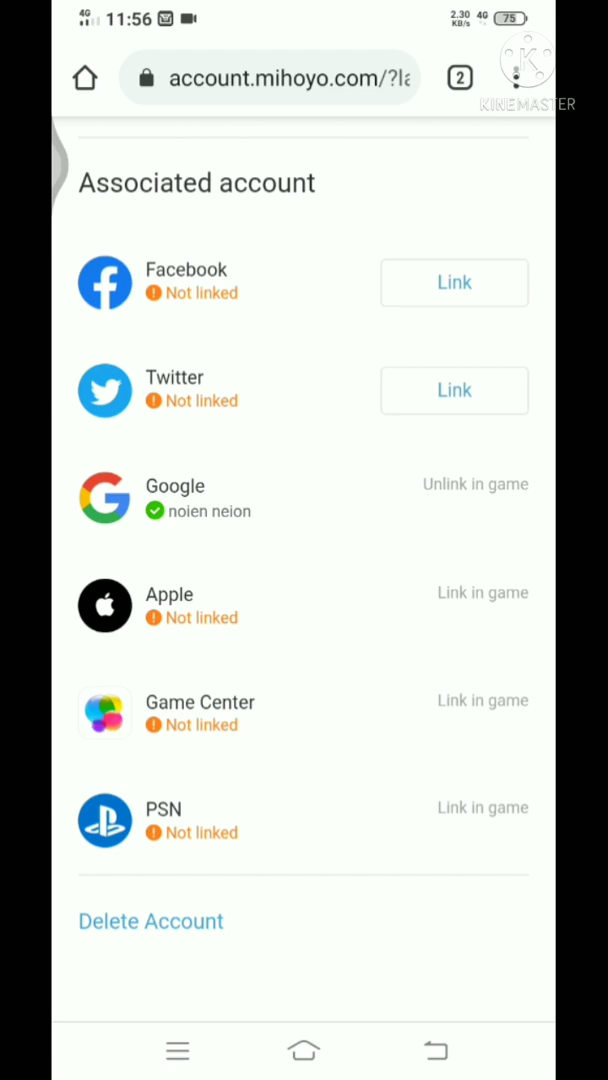 4G 11:56 2.30 KB/s 4G 75
account.mihoyo.com/?la 2
KINEMASTER
Associated account
Facebook
Not linked
Link
Twitter
Not linked
Link
Google
noien neion
Unlink in game
Apple
Not linked
Link in game
Game Center
Not linked
Link in game
PSN
Not linked
Link in game
Delete Account